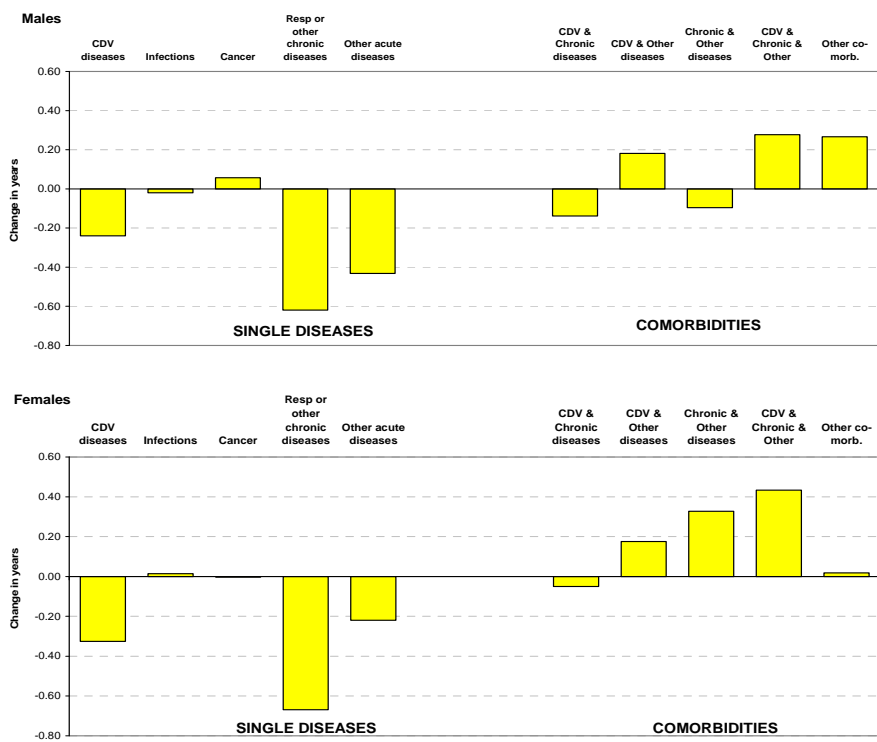 Males
CDV
diseases
Infections
Cancer
Resp or
other
chronic
diseases
Other acute
diseases
CDV &
Chronic
diseases
CDV & Other
diseases
Chronic &
Other
diseases
CDV &
Chronic &
Other
Other co-
morb.
0.60
0.40
0.20
0.00
-0.20
-0.40
-0.60
-0.80
Change in years
SINGLE DISEASES
COMORBIDITIES
Females
CDV
diseases
Infections
Cancer
Resp or
other
chronic
diseases
Other acute
diseases
CDV &
Chronic
diseases
CDV &
Other
diseases
Chronic &
Other
diseases
CDV &
Chronic &
Other
Other co-
morb.
0.60
0.40
0.20
0.00
-0.20
-0.40
-0.60
-0.80
Change in years
SINGLE DISEASES
COMORBIDITIES